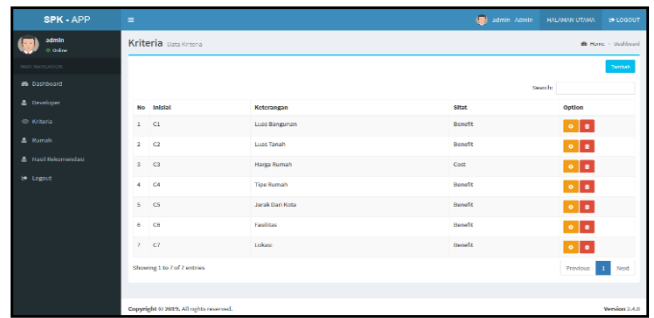 SPK - APP
admin Admin HALAMAN UTAMA LOGOUT
admin
Online
MAIN NAVIGATION
Dashboard
Developer
Kriteria
Rumah
Hasil Rekomendasi
Logout
Kriteria Data Kriteria
Home Dashboard
Tambah
Search:
No Inisial Keterangan Sifat Option
1 C1 Luas Bangunan Benefit
2 C2 Luas Tanah Benefit
3 C3 Harga Rumah Cost
4 C4 Tipe Rumah Benefit
5 C5 Jarak Dari Kota Benefit
6 C6 Fasilitas Benefit
7 C7 Lokasi Benefit
Showing 1 to 7 of 7 entries
Previous 1 Next
Copyright © 2019. All rights reserved.
Version 2.4.0